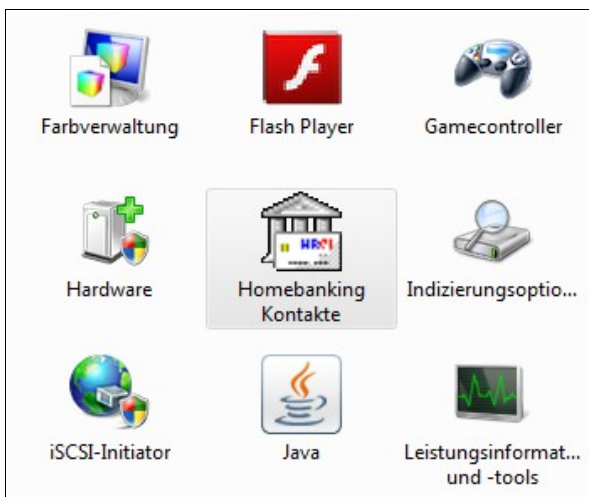 Farbverwaltung
Flash Player
Gamecontroller
Hardware
Homebanking
Kontakte
Indizierungsoptio...
iSCSI-Initiator
Java
Leistungsinformat...
und -tools